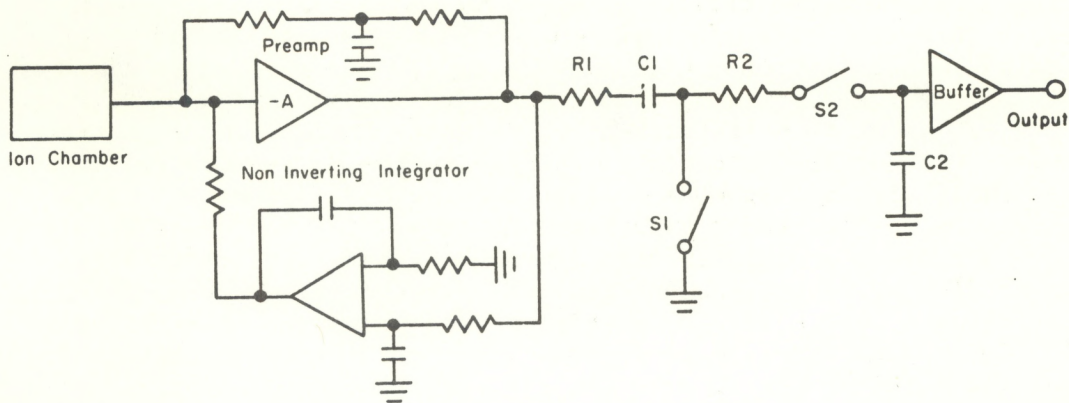 Preamp
R1
C1
R2
-A
S2
Buffer
Output
Ion Chamber
C2
Non Inverting Integrator
S1